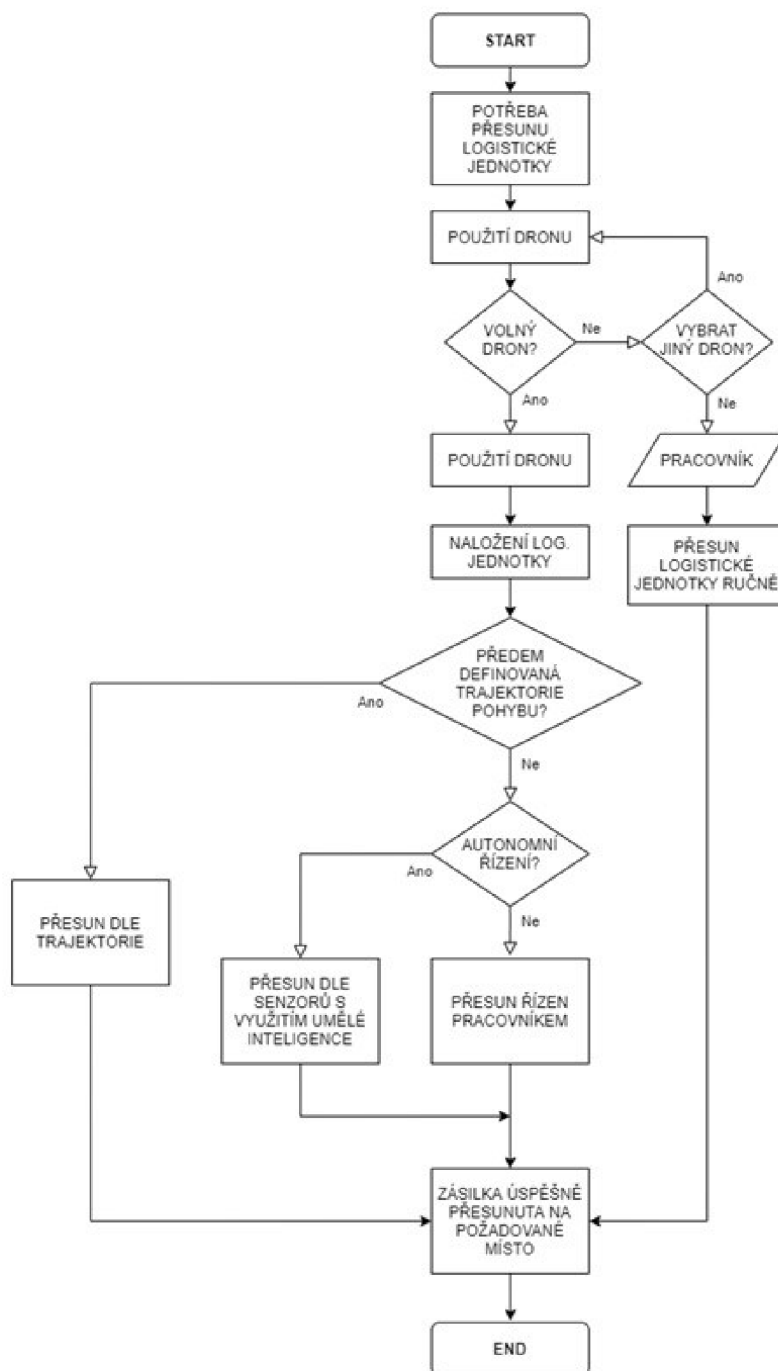 START
POTŘEBA
PŘESUNU
LOGISTICKÉ
JEDNOTKY
POUŽITÍ DRONU
Ano
VOLNÝ
DRON?
Ne
VYBRAT
JINÝ DRON?
Ano
Ne
POUŽITÍ DRONU
PRACOVNÍK
NALOŽENÍ LOG.
JEDNOTKY
PŘESUN
LOGISTICKÉ
JEDNOTKY RUČNĚ
PŘEDEM
DEFINOVANÁ
TRAJEKTORIE
POHYBU?
Ano
Ne
AUTONOMNÍ
ŘÍZENÍ?
Ano
Ne
PŘESUN DLE
TRAJEKTORIE
PŘESUN DLE
SENZORŮ S
VYUŽITÍM UMĚLÉ
INTELIGENCE
PŘESUN ŘÍZEN
PRACOVNÍKEM
ZÁSILKA ÚSPĚŠNĚ
PŘESUNUTA NA
POŽADOVANÉ
MÍSTO
END